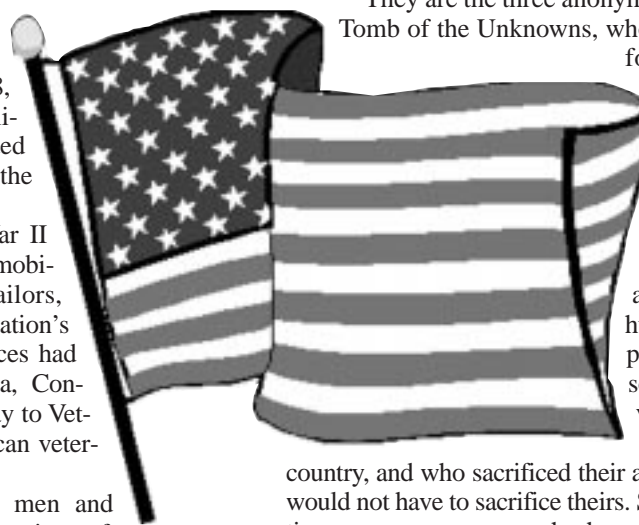 8,
ni-
ed
the
ar II
mobi-
ailors,
ation's
ces had
a, Con-
y to Vet-
can veter-
men and
They are the three anonym
Tomb of the Unknowns, who
fo
a
h
p
s
country, and who sacrificed their a
would not have to sacrifice theirs. S